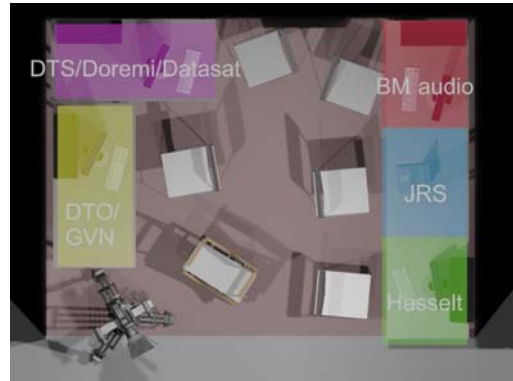 DTS/Doremi/Datasat
BM audio
DTO/
GVN
JRS
Hasselt